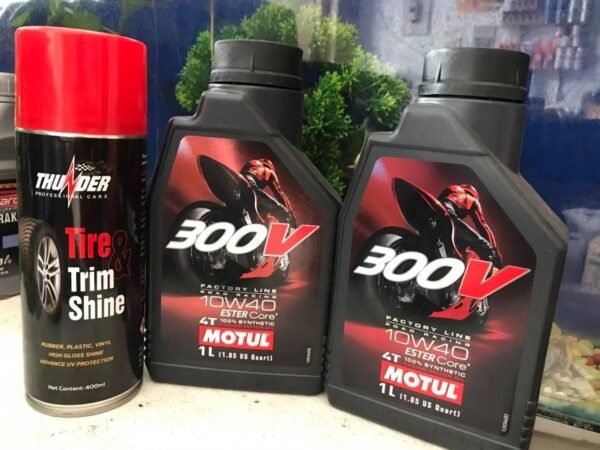 THUNDER
PROFESSIONAL CARE
Tire &
Trim
Shine
RUBBER, PLASTIC, VINYL
HIGH GLOSS SHINE
ADVANCE UV PROTECTION
Net Content: 400ml
300V
FACTORY LINE
ROAD RACING
10W40
ESTER Core®
4T 100% SYNTHETIC
MOTUL
1L (1.05 US Quart)
300V
FACTORY LINE
ROAD RACING
10W40
ESTER Core®
4T 100% SYNTHETIC
MOTUL
1L (1.05 US Quart)